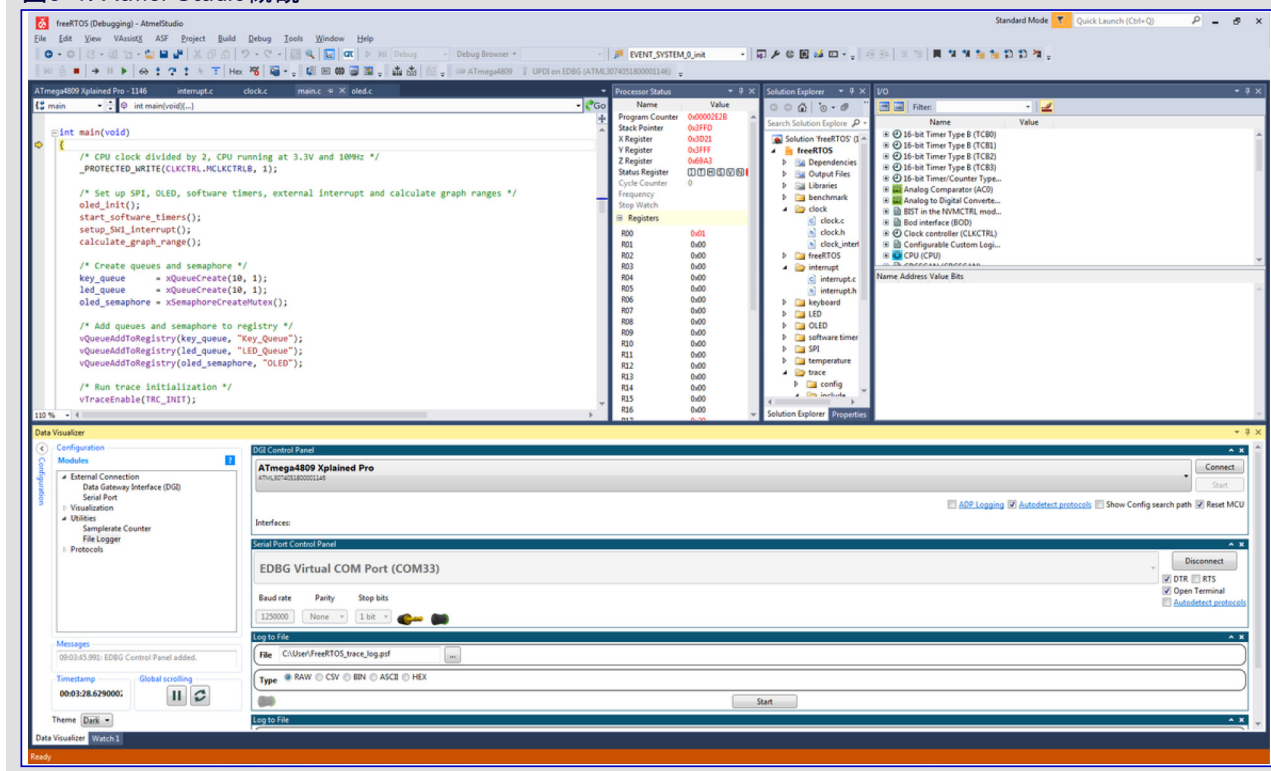 freeRTOS (Debugging) - AtmelStudio
Standard Mode
Quick Launch (Ctrl+Q)
File Edit View VAssistX ASF Project Build Debug Tools Window Help
Debug Debug Browser EVENT_SYSTEM_0_init
Hex ATmega4809 UPDI on EDBG (ATML3074051800001146)
ATmega4809 Xplained Pro - 1146 interrupt.c clock.c main.c oled.c
main int main(void){...} Go
int main(void)
{
/* CPU clock divided by 2, CPU running at 3.3V and 10MHz */
_PROTECTED_WRITE(CLKCTRL.MCLKCTRLB, 1);
/* Set up SPI, OLED, software timers, external interrupt and calculate graph ranges */
oled_init();
start_software_timers();
setup_SW1_interrupt();
calculate_graph_range();
/* Create queues and semaphore */
key_queue = xQueueCreate(10, 1);
led_queue = xQueueCreate(10, 1);
oled_semaphore = xSemaphoreCreateMutex();
/* Add queues and semaphore to registry */
vQueueAddToRegistry(key_queue, "Key_Queue");
vQueueAddToRegistry(led_queue, "LED_Queue");
vQueueAddToRegistry(oled_semaphore, "OLED");
/* Run trace initialization */
vTraceEnable(TRC_INIT);
110 %
Processor Status
Name Value
Program Counter 0x00002E2B
Stack Pointer 0x3FFD
X Register 0x3D21
Y Register 0x3FFF
Z Register 0x69A3
Status Register I T H S V N
Cycle Counter 0
Frequency
Stop Watch
Registers
R00 0x01
R01 0x00
R02 0x00
R03 0x00
R04 0x00
R05 0x00
R06 0x00
R07 0x00
R08 0x00
R09 0x00
R10 0x00
R11 0x00
R12 0x00
R13 0x00
R14 0x00
R15 0x00
R16 0x00
Solution Explorer
Search Solution Explore
Solution 'freeRTOS' (1
freeRTOS
Dependencies
Output Files
Libraries
benchmark
clock
clock.c
clock.h
clock_interf
freeRTOS
interrupt
interrupt.c
interrupt.h
keyboard
LED
OLED
software timer
SPI
temperature
trace
config
include
Solution Explorer Properties
I/O
Filter:
Name Value
16-bit Timer Type B (TCB0)
16-bit Timer Type B (TCB1)
16-bit Timer Type B (TCB2)
16-bit Timer Type B (TCB3)
16-bit Timer/Counter Type...
Analog Comparator (AC0)
Analog to Digital Converte...
BIST in the NVMCTRL mod...
Bod interface (BOD)
Clock controller (CLKCTRL)
Configurable Custom Logi...
CPU (CPU)
Name Address Value Bits
Data Visualizer
Configuration
Configuration
Modules
External Connection
Data Gateway Interface (DGI)
Serial Port
Visualization
Utilities
Samplerate Counter
File Logger
Protocols
Messages
09:03:45.991: EDBG Control Panel added.
Timestamp Global scrolling
00:03:28.629000
Theme Dark
DGI Control Panel
ATmega4809 Xplained Pro
ATML3074051800001146
Connect
Start
ADP Logging Autodetect protocols Show Config search path Reset MCU
Interfaces:
Serial Port Control Panel
EDBG Virtual COM Port (COM33)
Disconnect
DTR RTS
Open Terminal
Autodetect protocols
Baud rate Parity Stop bits
1250000 None 1 bit
Log to File
File C:\User\FreeRTOS_trace_log.psf ...
Type RAW CSV BIN ASCII HEX
Start
Log to File
Data Visualizer Watch 1
Ready